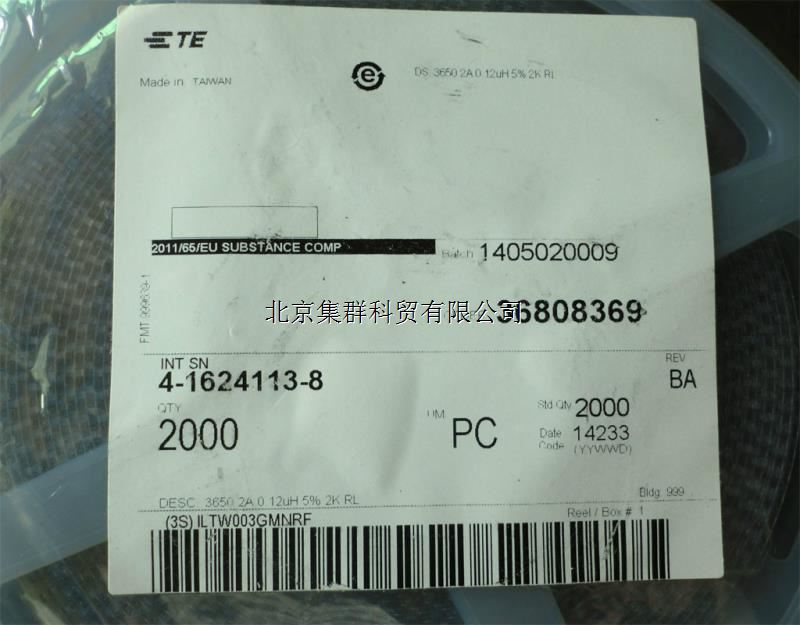 TE
Made in TAIWAN
DS. 3650 2A 0.12uH 5% 2K RL
2011/65/EU SUBSTANCE COMP
Batch 1405020009
FMT 999639-1
北京集群科贸有限公司
36808369
INT SN
4-1624113-8
REV
BA
QTY
2000
UM
PC
Std Qty 2000
Date Code 14233
(YYWWD)
DESC. 3650 2A 0.12uH 5% 2K RL
Bldg. 999
(3S) ILTW003GMNRF
Reel / Box # 1